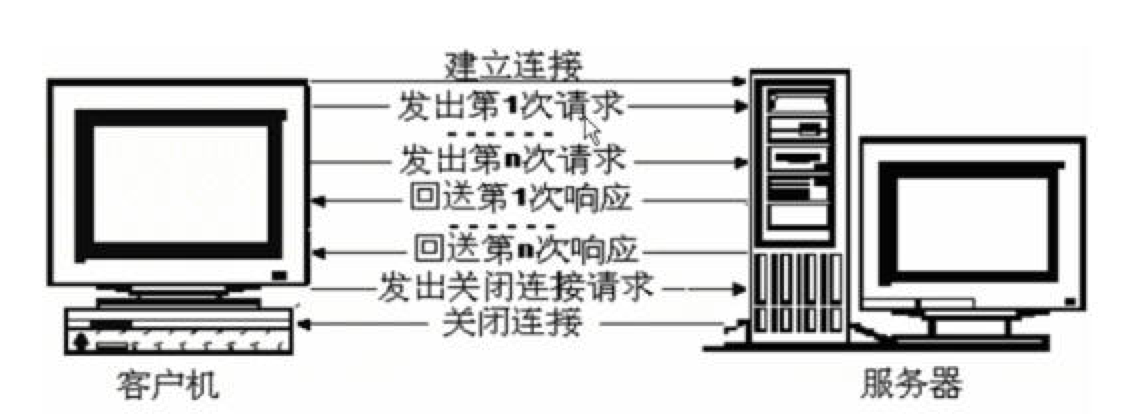 建立连接
发出第1次请求
------
发出第n次请求
回送第1次响应
------
回送第n次响应
发出关闭连接请求
关闭连接
客户机
服务器